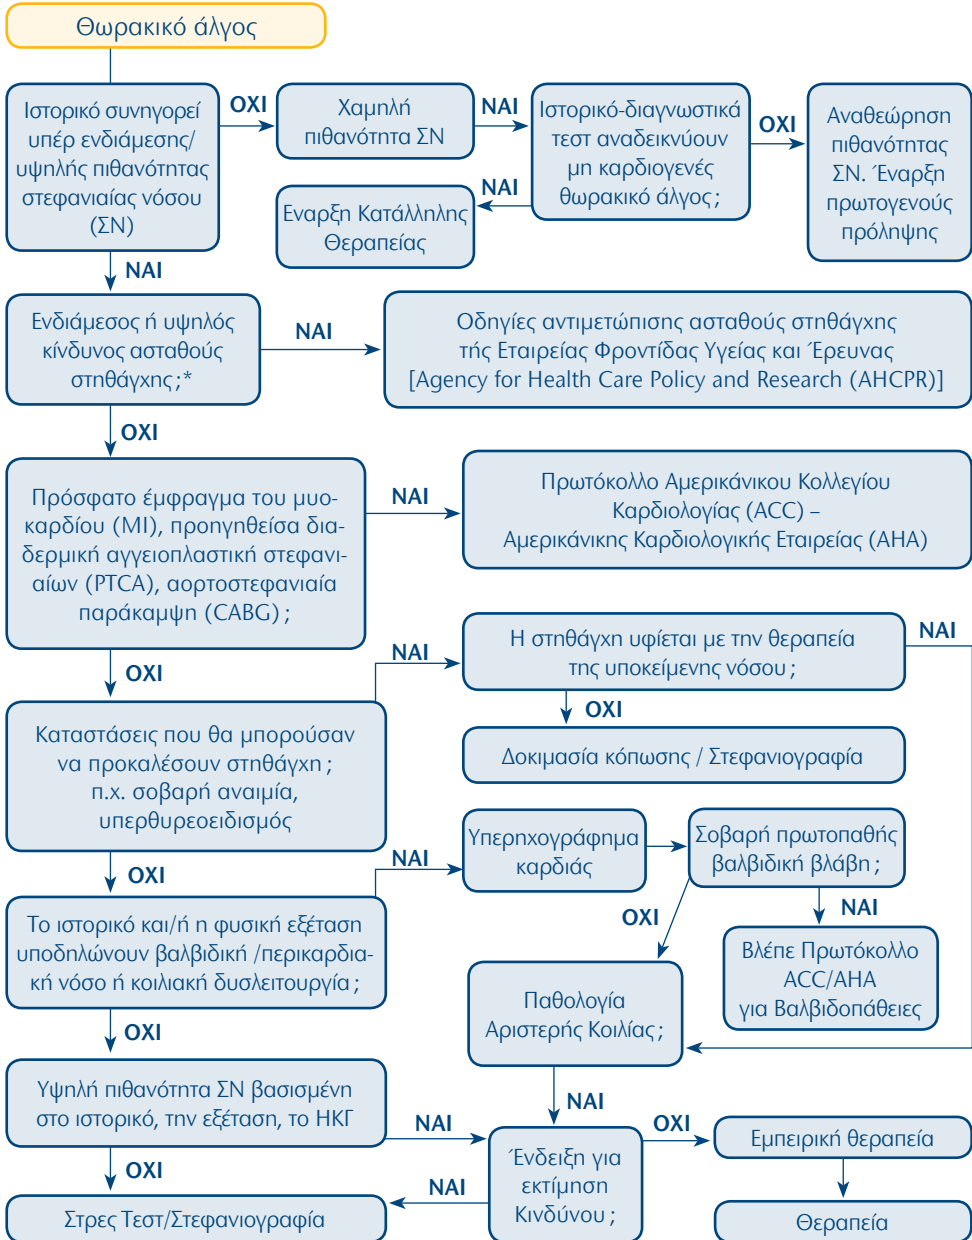 Θωρακικό άλγος
Ιστορικό συνηγορεί
υπέρ ενδιάμεσης/
υψηλής πιθανότητας
στεφανιαίας νόσου
(ΣΝ)
ΟΧΙ
Χαμηλή
πιθανότητα ΣΝ
ΝΑΙ
Ιστορικό-διαγνωστικά
τεστ αναδεικνύουν
μη καρδιογενές
θωρακικό άλγος;
ΟΧΙ
Αναθεώρηση
πιθανότητας
ΣΝ. Έναρξη
πρωτογενούς
πρόληψης
ΝΑΙ
Εναρξη Κατάλληλης
Θεραπείας
ΝΑΙ
Ενδιάμεσος ή υψηλός
κίνδυνος ασταθούς
στηθάγχης;*
ΝΑΙ
Οδηγίες αντιμετώπισης ασταθούς στηθάγχης
τής Εταιρείας Φροντίδας Υγείας και Έρευνας
[Agency for Health Care Policy and Research (AHCPR)]
ΟΧΙ
Πρόσφατο έμφραγμα του μυο-
καρδίου (ΜΙ), προηγηθείσα δια-
δερμική αγγειοπλαστική στεφανι-
αίων (PTCA), αορτοστεφανιαία
παράκαμψη (CABG);
ΝΑΙ
Πρωτόκολλο Αμερικάνικου Κολλεγίου
Καρδιολογίας (ACC) –
Αμερικάνικης Καρδιολογικής Εταιρείας (AHA)
ΟΧΙ
Καταστάσεις που θα μπορούσαν
να προκαλέσουν στηθάγχη;
π.χ. σοβαρή αναιμία,
υπερθυρεοειδισμός
ΝΑΙ
Η στηθάγχη υφίεται με την θεραπεία
της υποκείμενης νόσου;
ΝΑΙ
ΟΧΙ
Δοκιμασία κόπωσης / Στεφανιογραφία
ΟΧΙ
Το ιστορικό και/ή η φυσική εξέταση
υποδηλώνουν βαλβιδική /περικαρδια-
κή νόσο ή κοιλιακή δυσλειτουργία;
ΝΑΙ
Υπερηχογράφημα
καρδιάς
Σοβαρή πρωτοπαθής
βαλβιδική βλάβη;
ΟΧΙ
ΝΑΙ
Βλέπε Πρωτόκολλο
ACC/AHA
για Βαλβιδοπάθειες
Παθολογία
Αριστερής Κοιλίας;
ΟΧΙ
Υψηλή πιθανότητα ΣΝ βασισμένη
στο ιστορικό, την εξέταση, το ΗΚΓ
ΝΑΙ
ΝΑΙ
Ένδειξη για
εκτίμηση
Κινδύνου;
ΟΧΙ
Εμπειρική θεραπεία
ΟΧΙ
ΝΑΙ
Στρες Τεστ/Στεφανιογραφία
Θεραπεία